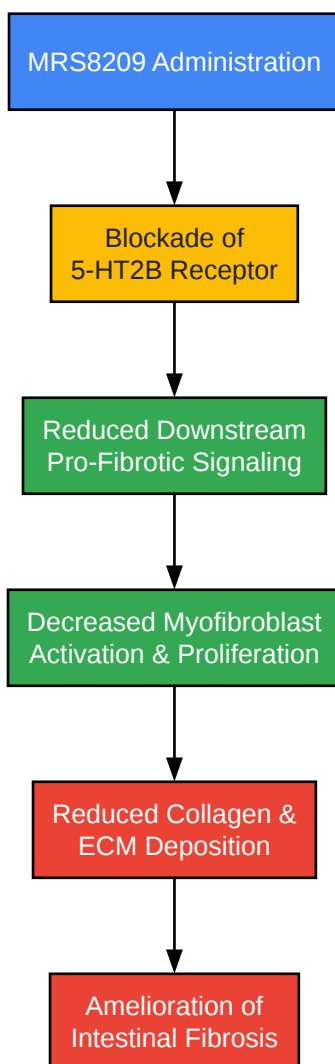 MRS8209 Administration
Blockade of
5-HT2B Receptor
Reduced Downstream
Pro-Fibrotic Signaling
Decreased Myofibroblast
Activation & Proliferation
Reduced Collagen &
ECM Deposition
Amelioration of
Intestinal Fibrosis